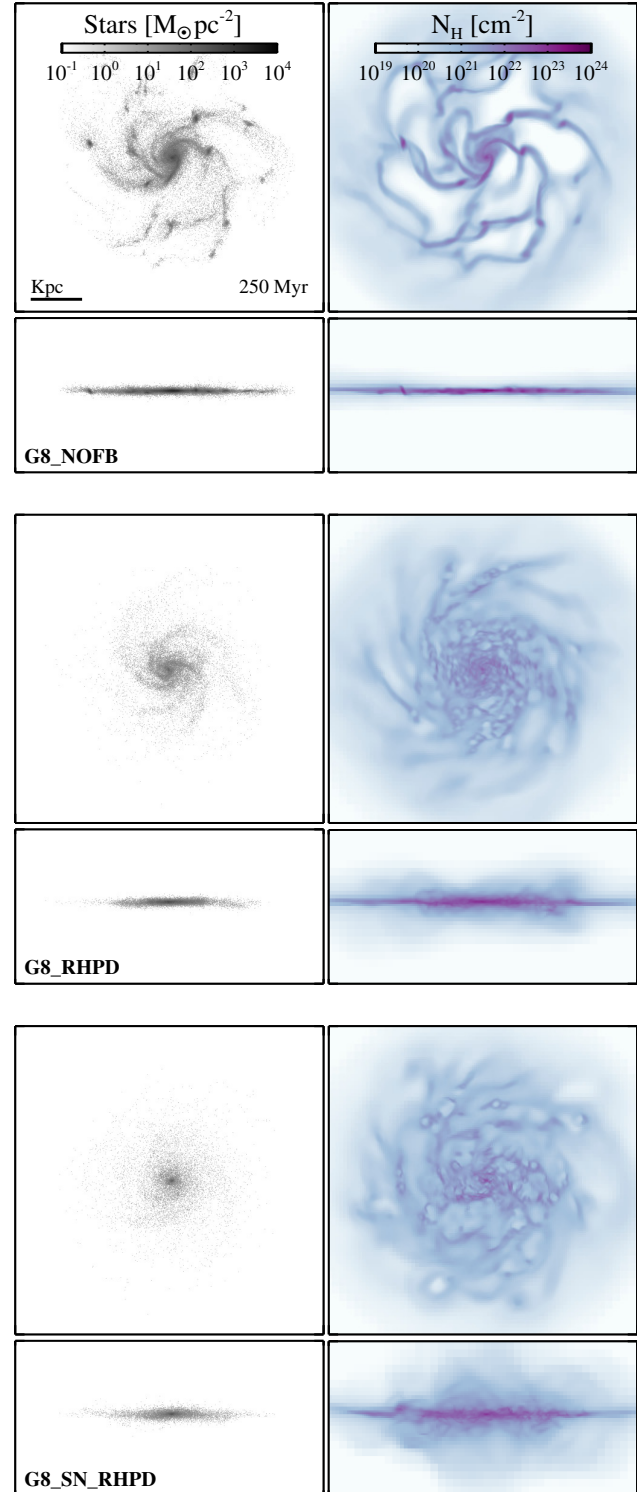 Stars [M⊙pc⁻²]
10⁻¹ 10⁰ 10¹ 10² 10³ 10⁴
N_H [cm⁻²]
10¹⁹ 10²⁰ 10²¹ 10²² 10²³ 10²⁴
Kpc
250 Myr
G8_NOFB
G8_RHPD
G8_SN_RHPD